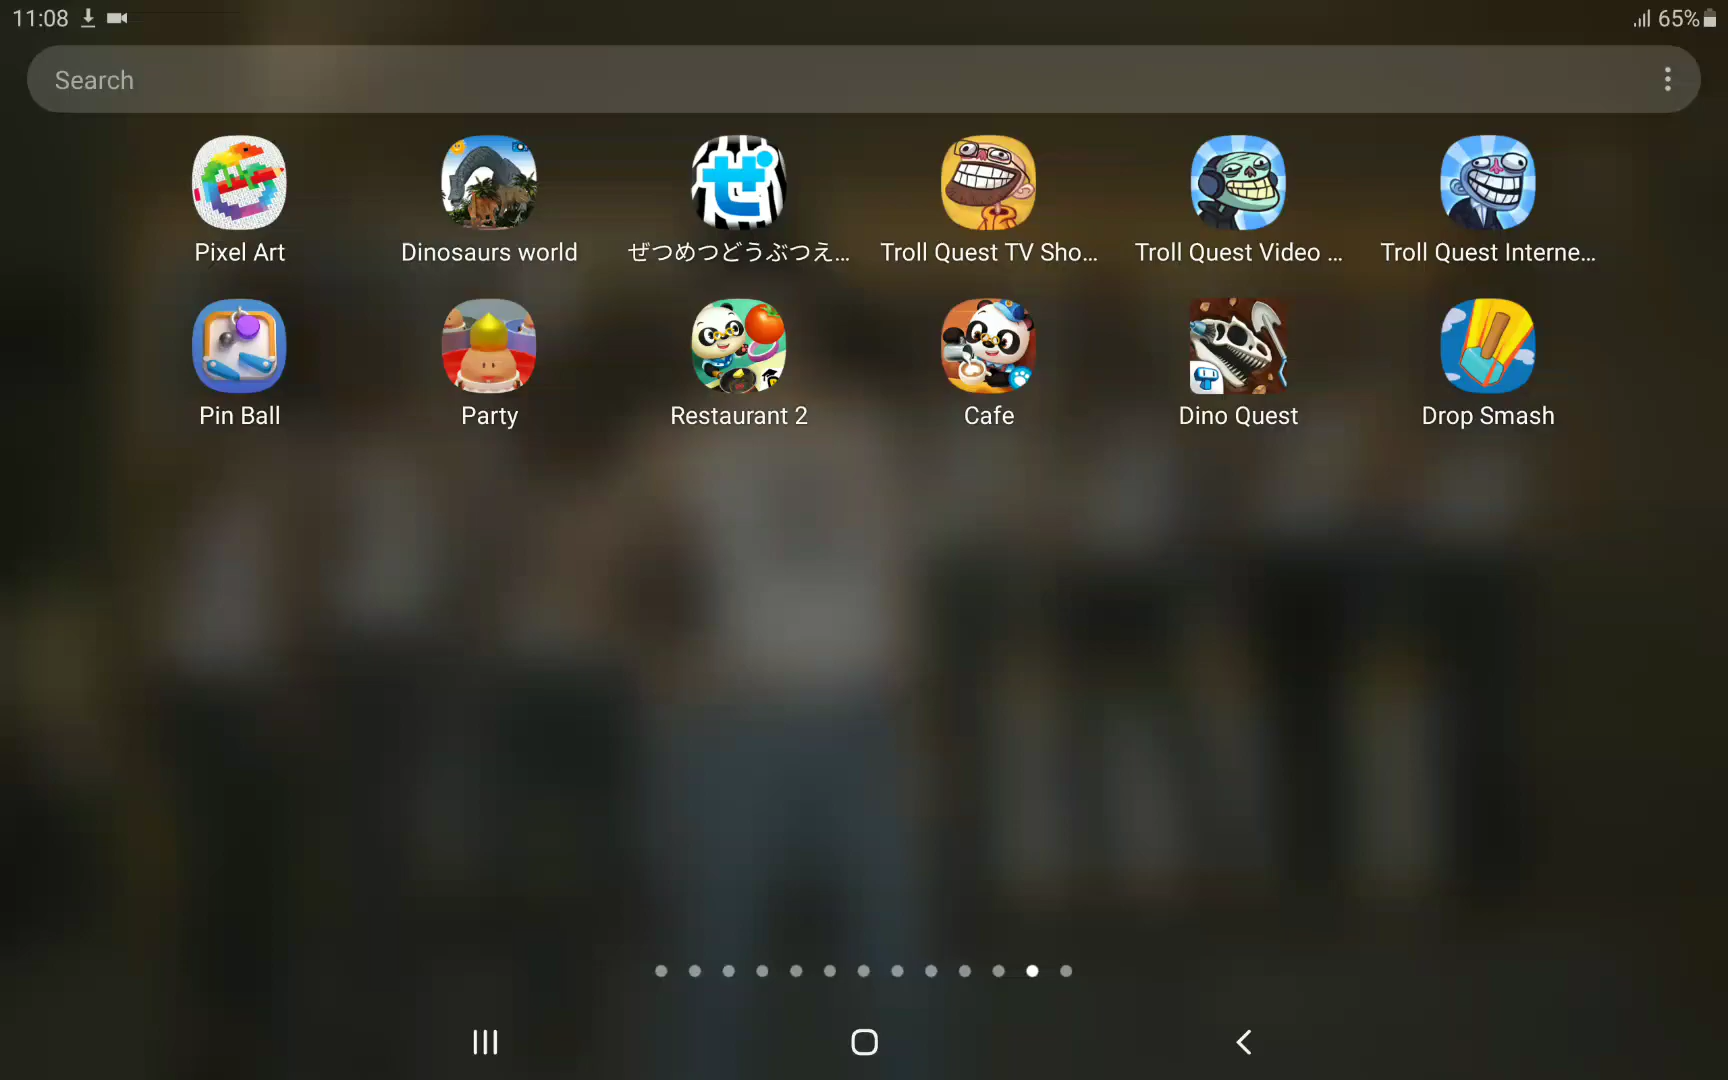 11:08
65%
Search
Pixel Art
Dinosaurs world
ぜつめつどうぶつえ...
Troll Quest TV Sho...
Troll Quest Video ...
Troll Quest Interne...
Pin Ball
Party
Restaurant 2
Cafe
Dino Quest
Drop Smash